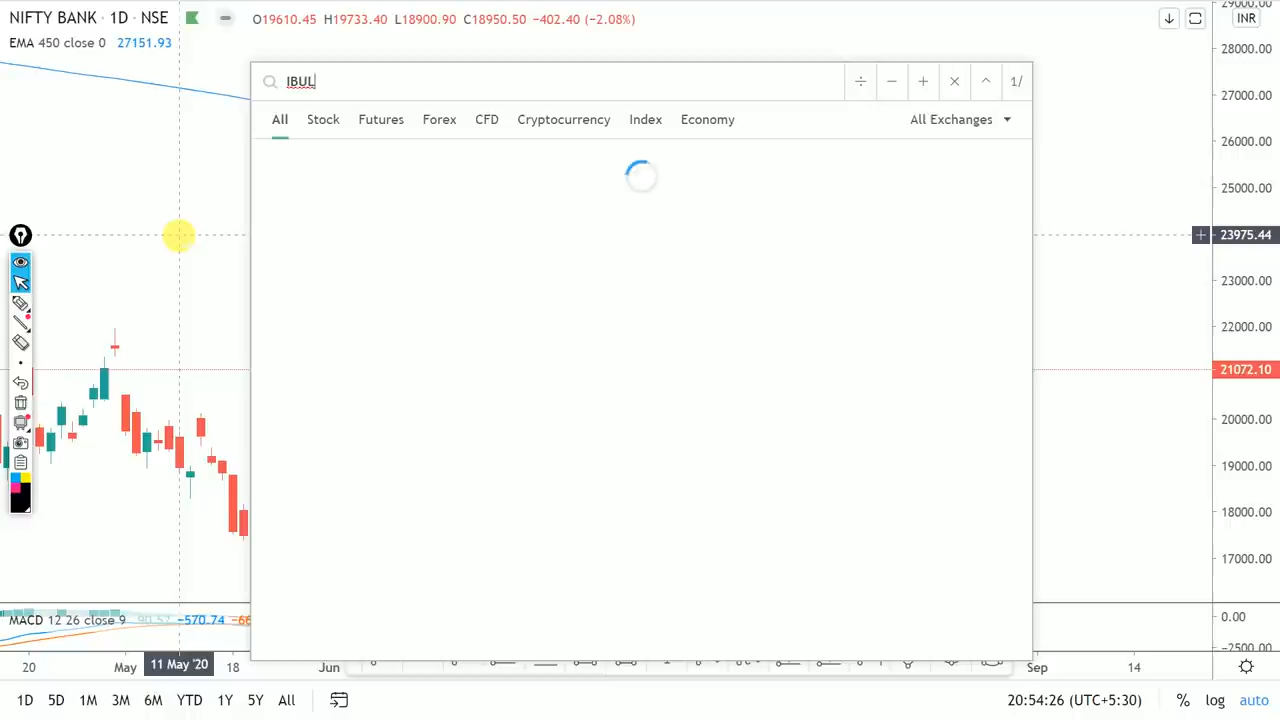 NIFTY BANK · 1D · NSE
O19610.45 H19733.40 L18900.90 C18950.50 −402.40 (−2.08%)
INR
29000.00
EMA 450 close 0 27151.93
28000.00
IBUL
÷ − + × ^ 1/
27000.00
All Stock Futures Forex CFD Cryptocurrency Index Economy All Exchanges
26000.00
25000.00
23975.44
23000.00
22000.00
21072.10
20000.00
19000.00
18000.00
17000.00
MACD 12 26 close 9 90.57 −570.74
0.00
−2500.00
20 May 11 May '20 18 Jun Sep 14
1D 5D 1M 3M 6M YTD 1Y 5Y All 20:54:26 (UTC+5:30) % log auto